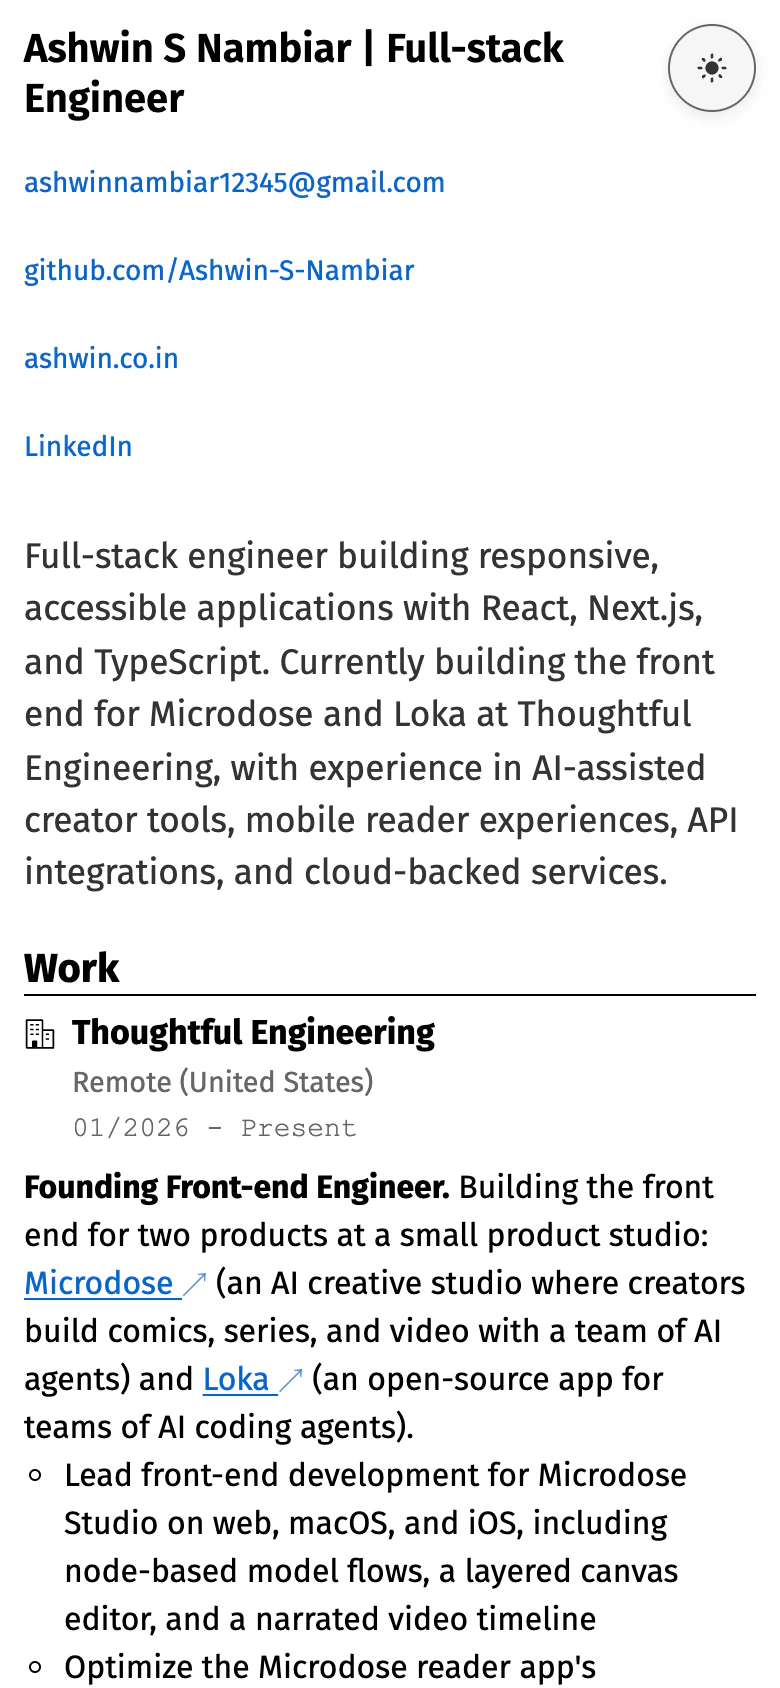 Ashwin S Nambiar | Full-stack
Engineer
ashwinnambiar12345@gmail.com
github.com/Ashwin-S-Nambiar
ashwin.co.in
LinkedIn
Full-stack engineer building responsive,
accessible applications with React, Next.js,
and TypeScript. Currently building the front
end for Microdose and Loka at Thoughtful
Engineering, with experience in AI-assisted
creator tools, mobile reader experiences, API
integrations, and cloud-backed services.
Work
Thoughtful Engineering
Remote (United States)
01/2026 – Present
Founding Front-end Engineer. Building the front
end for two products at a small product studio:
Microdose ↗ (an AI creative studio where creators
build comics, series, and video with a team of AI
agents) and Loka ↗ (an open-source app for
teams of AI coding agents).
◦ Lead front-end development for Microdose
Studio on web, macOS, and iOS, including
node-based model flows, a layered canvas
editor, and a narrated video timeline
◦ Optimize the Microdose reader app's